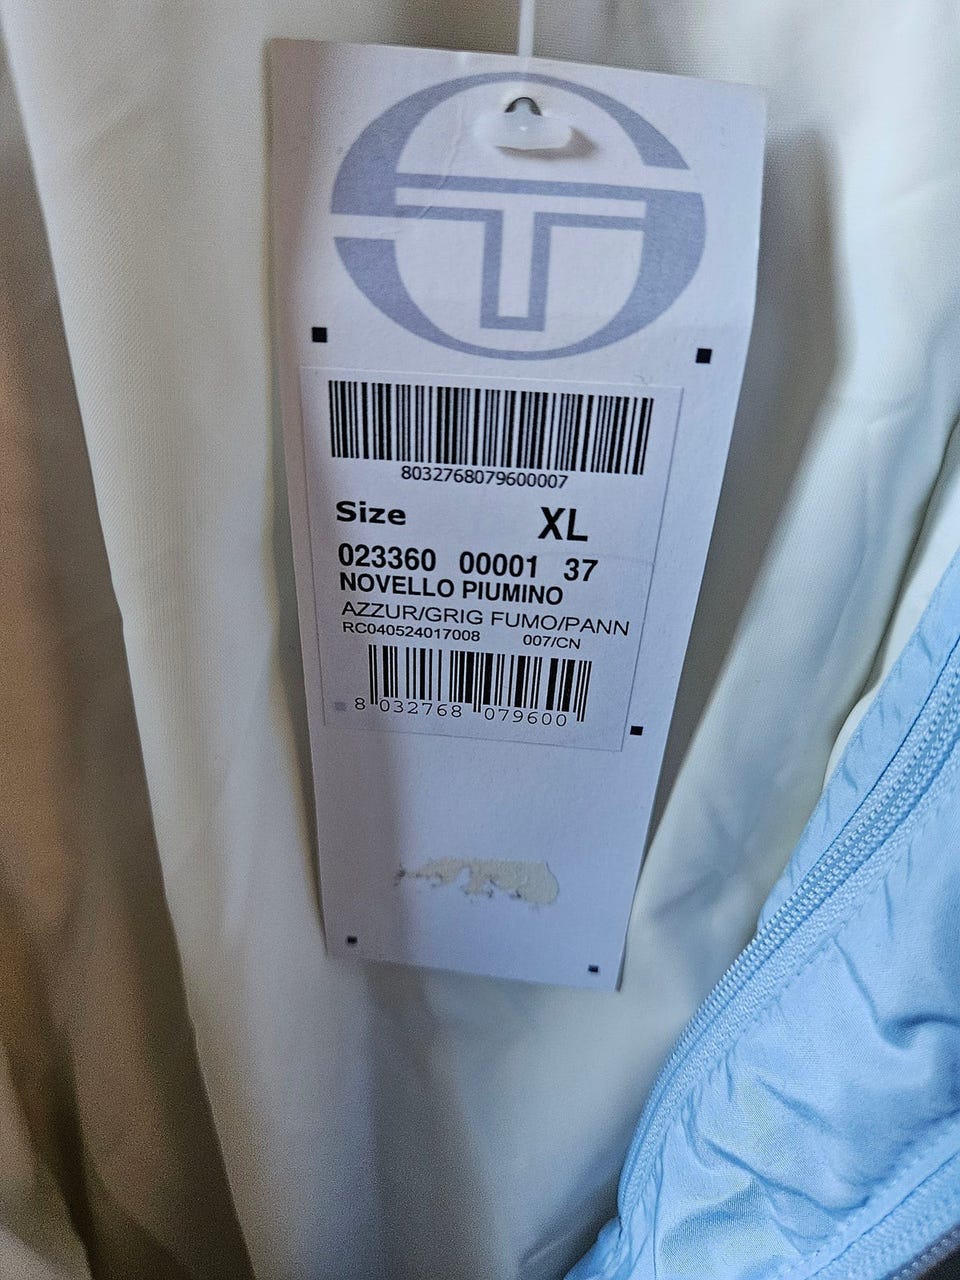 8032768079600007
Size XL
023360 00001 37
NOVELLO PIUMINO
AZZUR/GRIG FUMO/PANN
RC040524017008 007/CN
8 032768 079600